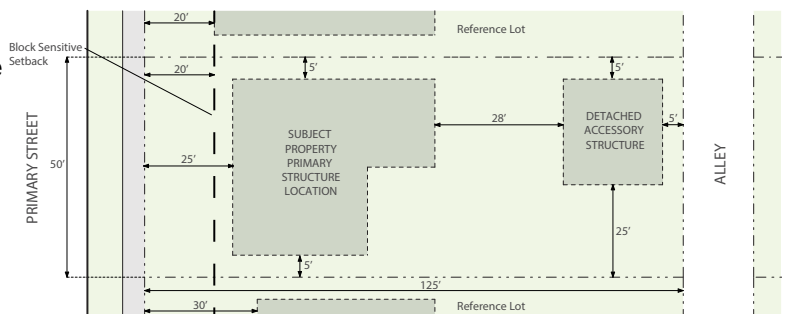 20'
Reference Lot
Block Sensitive
Setback
e
20'
5'
5'
SUBJECT
PROPERTY
PRIMARY
STRUCTURE
LOCATION
28'
DETACHED
ACCESSORY
STRUCTURE
5'
PRIMARY STREET
50'
25'
ALLEY
25'
5'
125'
30'
Reference Lot